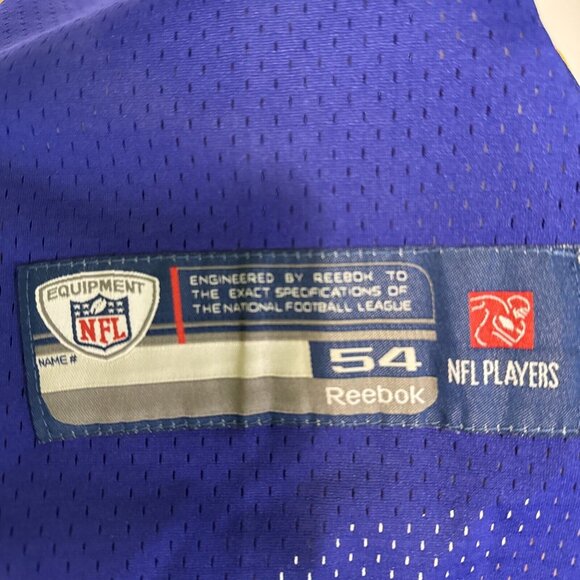 EQUIPMENT
NFL
ENGINEERED BY REEBOK TO
THE EXACT SPECIFICATIONS OF
THE NATIONAL FOOTBALL LEAGUE
NAME #
54
Reebok
NFL PLAYERS